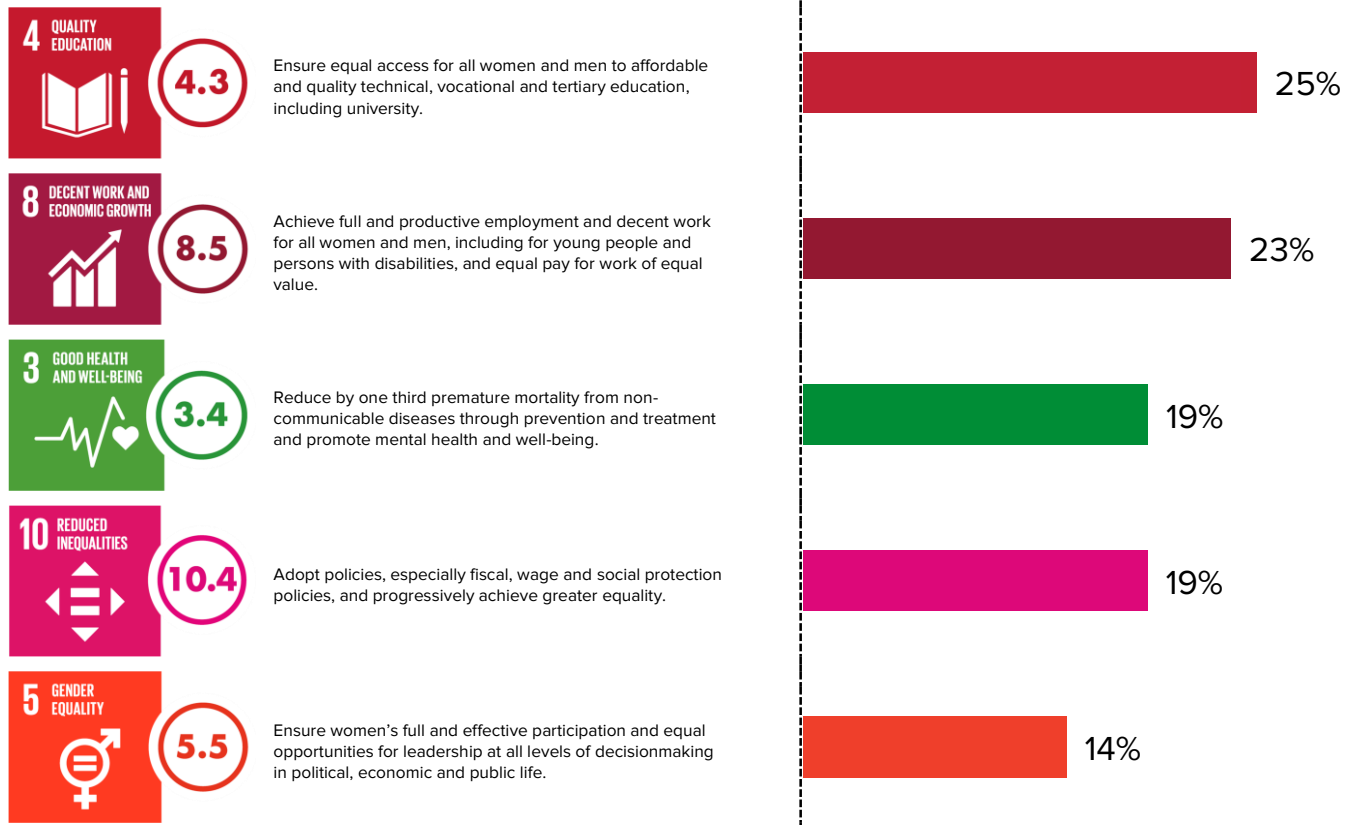 4 QUALITY
EDUCATION
4.3
Ensure equal access for all women and men to affordable
and quality technical, vocational and tertiary education,
including university.
25%
8 DECENT WORK AND
ECONOMIC GROWTH
8.5
Achieve full and productive employment and decent work
for all women and men, including for young people and
persons with disabilities, and equal pay for work of equal
value.
23%
3 GOOD HEALTH
AND WELL-BEING
3.4
Reduce by one third premature mortality from non-
communicable diseases through prevention and treatment
and promote mental health and well-being.
19%
10 REDUCED
INEQUALITIES
10.4
Adopt policies, especially fiscal, wage and social protection
policies, and progressively achieve greater equality.
19%
5 GENDER
EQUALITY
5.5
Ensure women’s full and effective participation and equal
opportunities for leadership at all levels of decisionmaking
in political, economic and public life.
14%